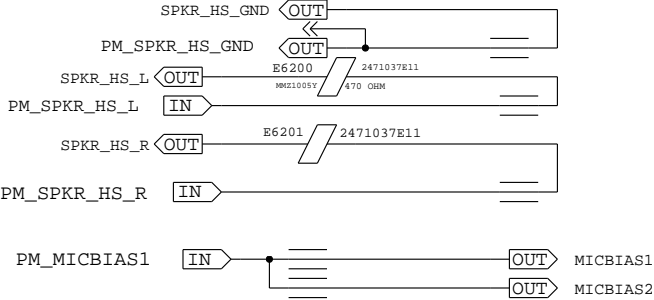 SPKR_HS_GND OUT
PM_SPKR_HS_GND OUT
SPKR_HS_L OUT E6200 2471037E11
MMZ1005Y 470 OHM
PM_SPKR_HS_L IN
SPKR_HS_R OUT E6201 2471037E11
PM_SPKR_HS_R IN
PM_MICBIAS1 IN OUT MICBIAS1
OUT MICBIAS2